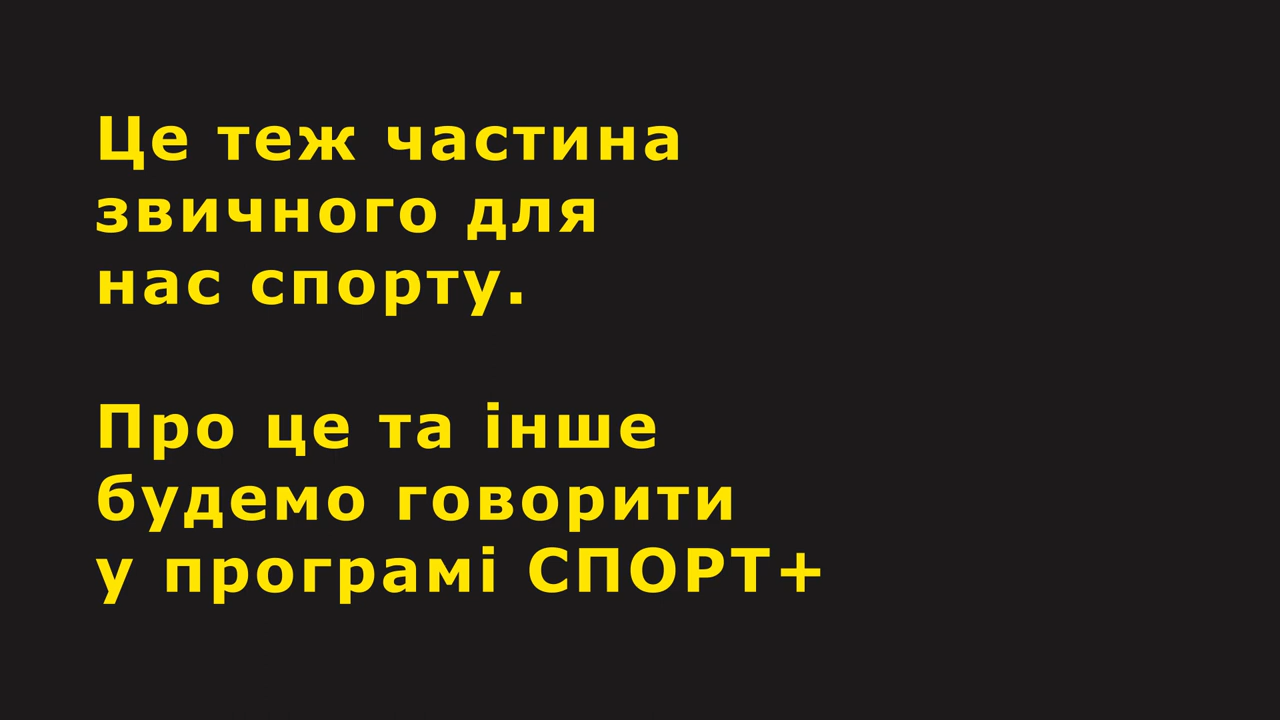 Це теж частина
звичного для
нас спорту.
Про це та інше
будемо говорити
у програмі СПОРТ+